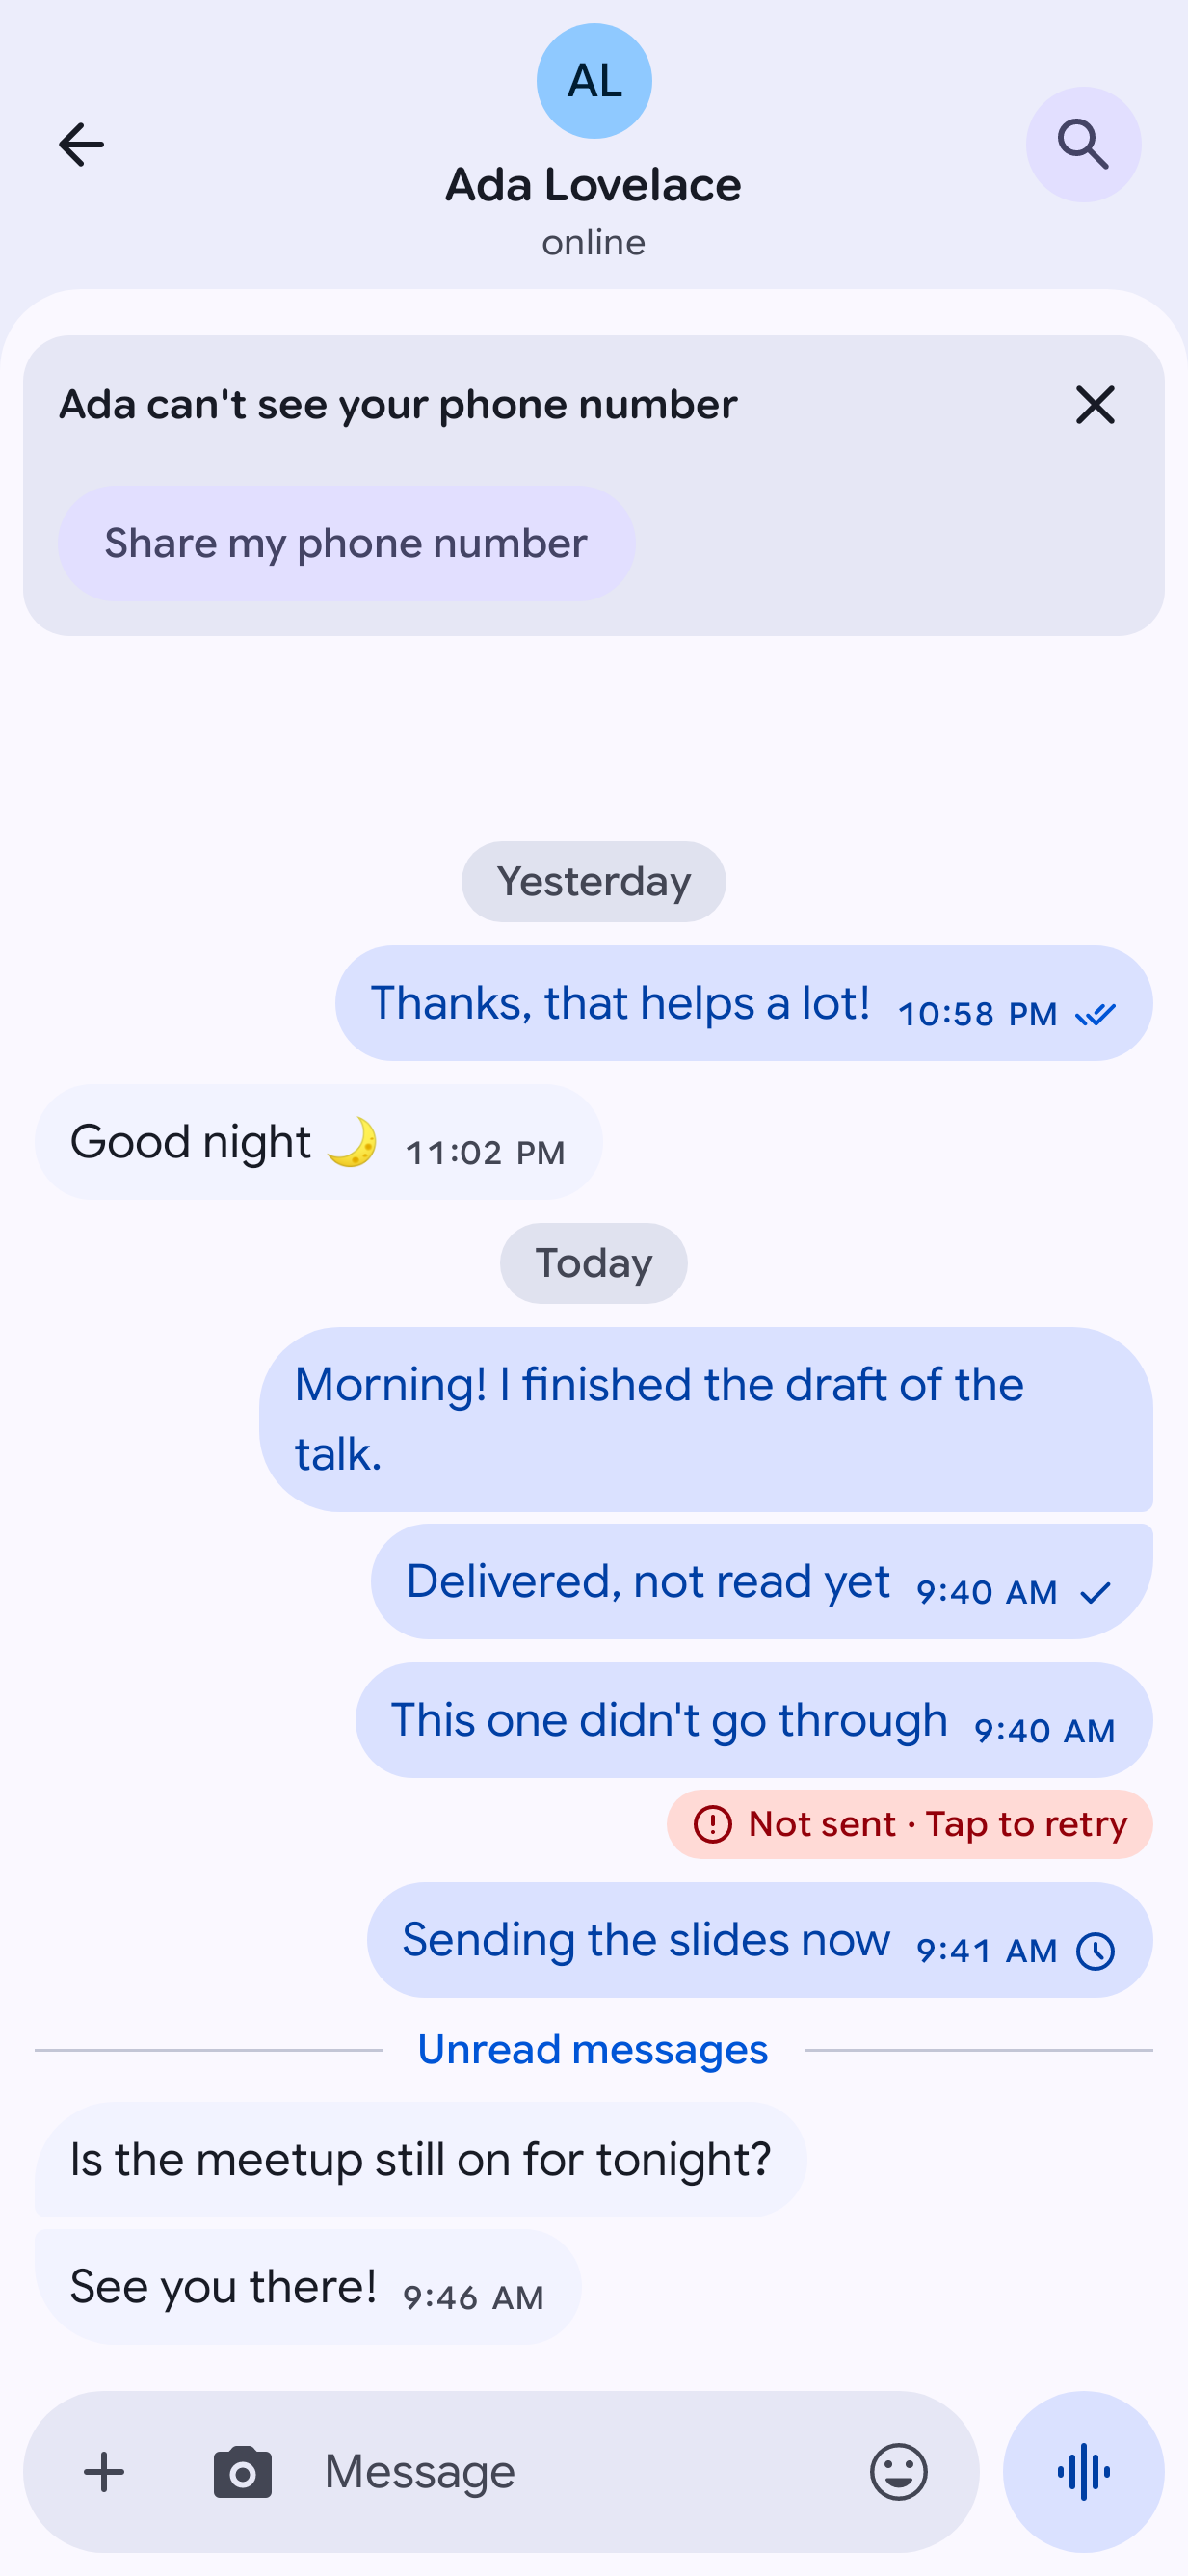 AL
Ada Lovelace
online
Ada can't see your phone number
Share my phone number
Yesterday
Thanks, that helps a lot! 10:58 PM
Good night 🌙 11:02 PM
Today
Morning! I finished the draft of the
talk.
Delivered, not read yet 9:40 AM
This one didn't go through 9:40 AM
Not sent · Tap to retry
Sending the slides now 9:41 AM
Unread messages
Is the meetup still on for tonight?
See you there! 9:46 AM
Message